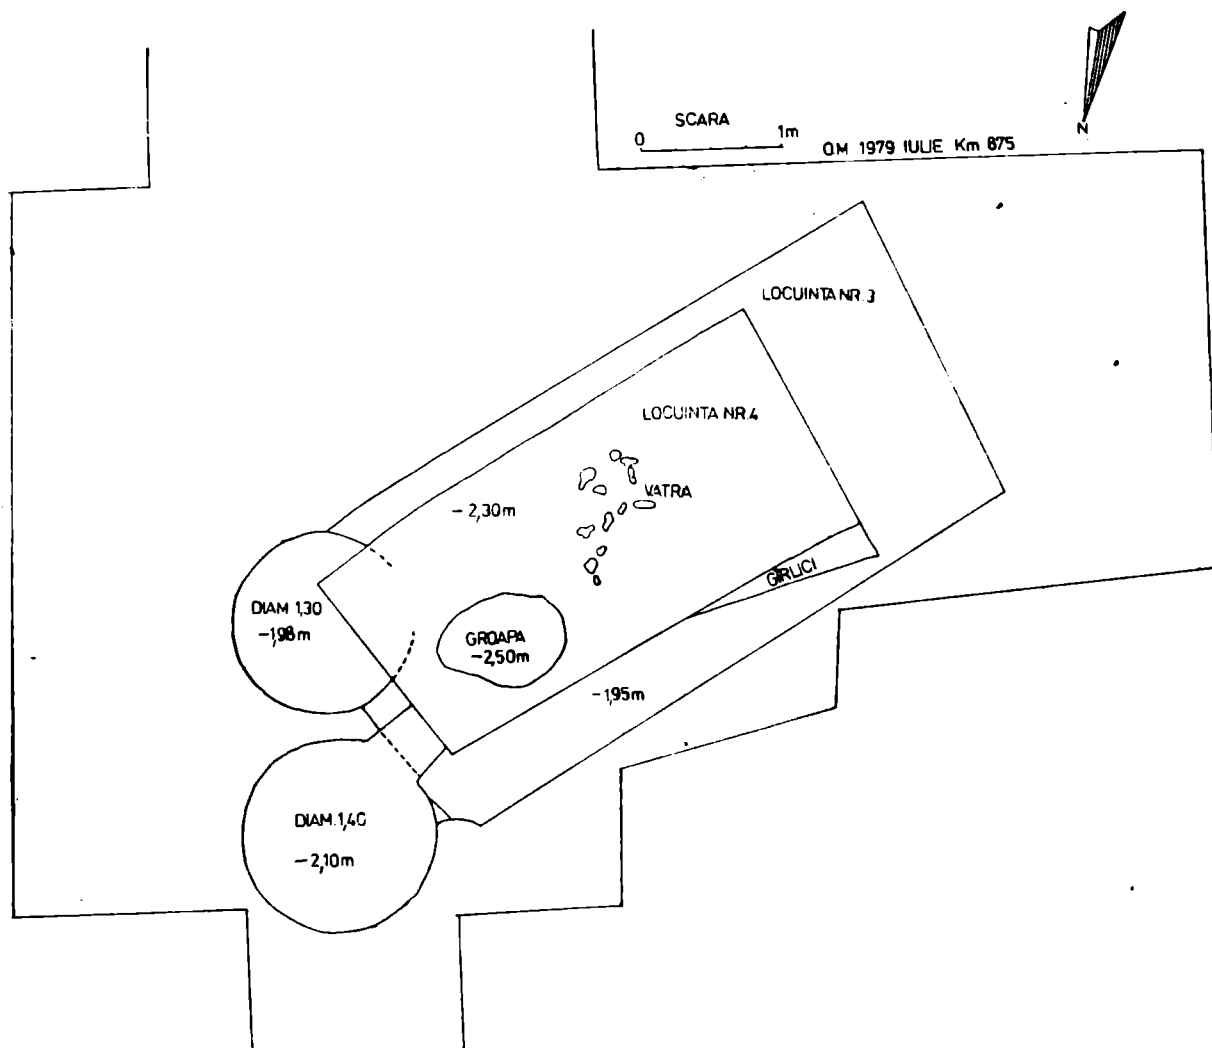 SCARA
0 1m
N
OM 1979 IULIE Km 875
LOCUINTA NR. 3
LOCUINTA NR.4
VATRA
- 2,30m
GIRLICI
DIAM 1,30
-1,98m
GROAPA
-2,50m
-1,95m
DIAM. 1,40
-2,10m